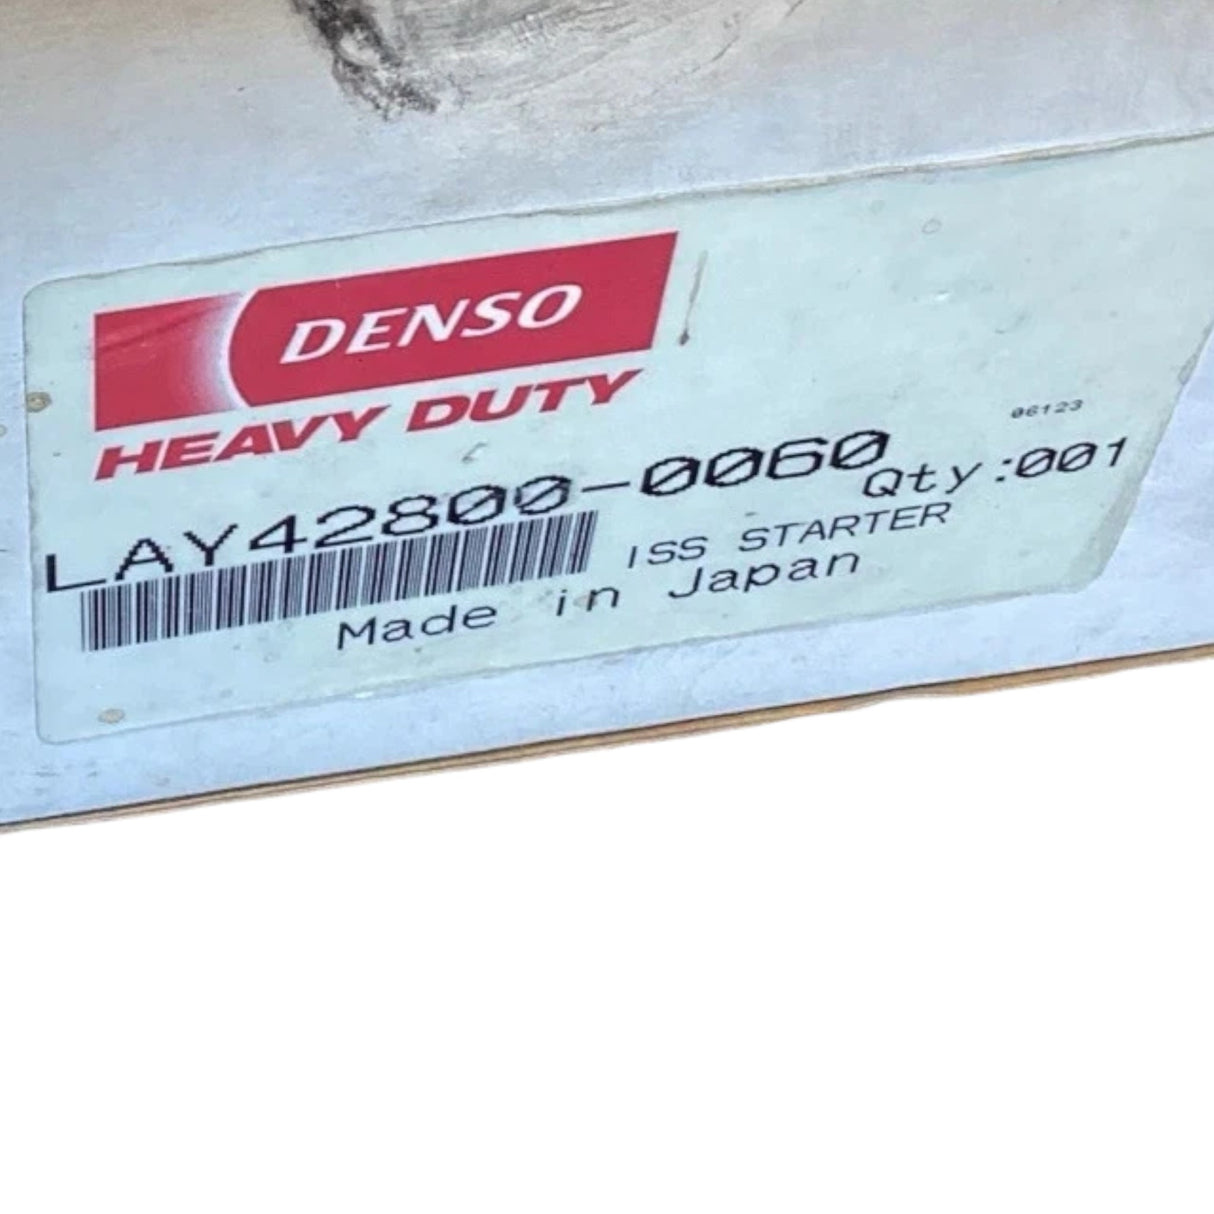 DENSO
HEAVY DUTY
06123
LAY42800-0060
Qty:001
ISS STARTER
Made in Japan